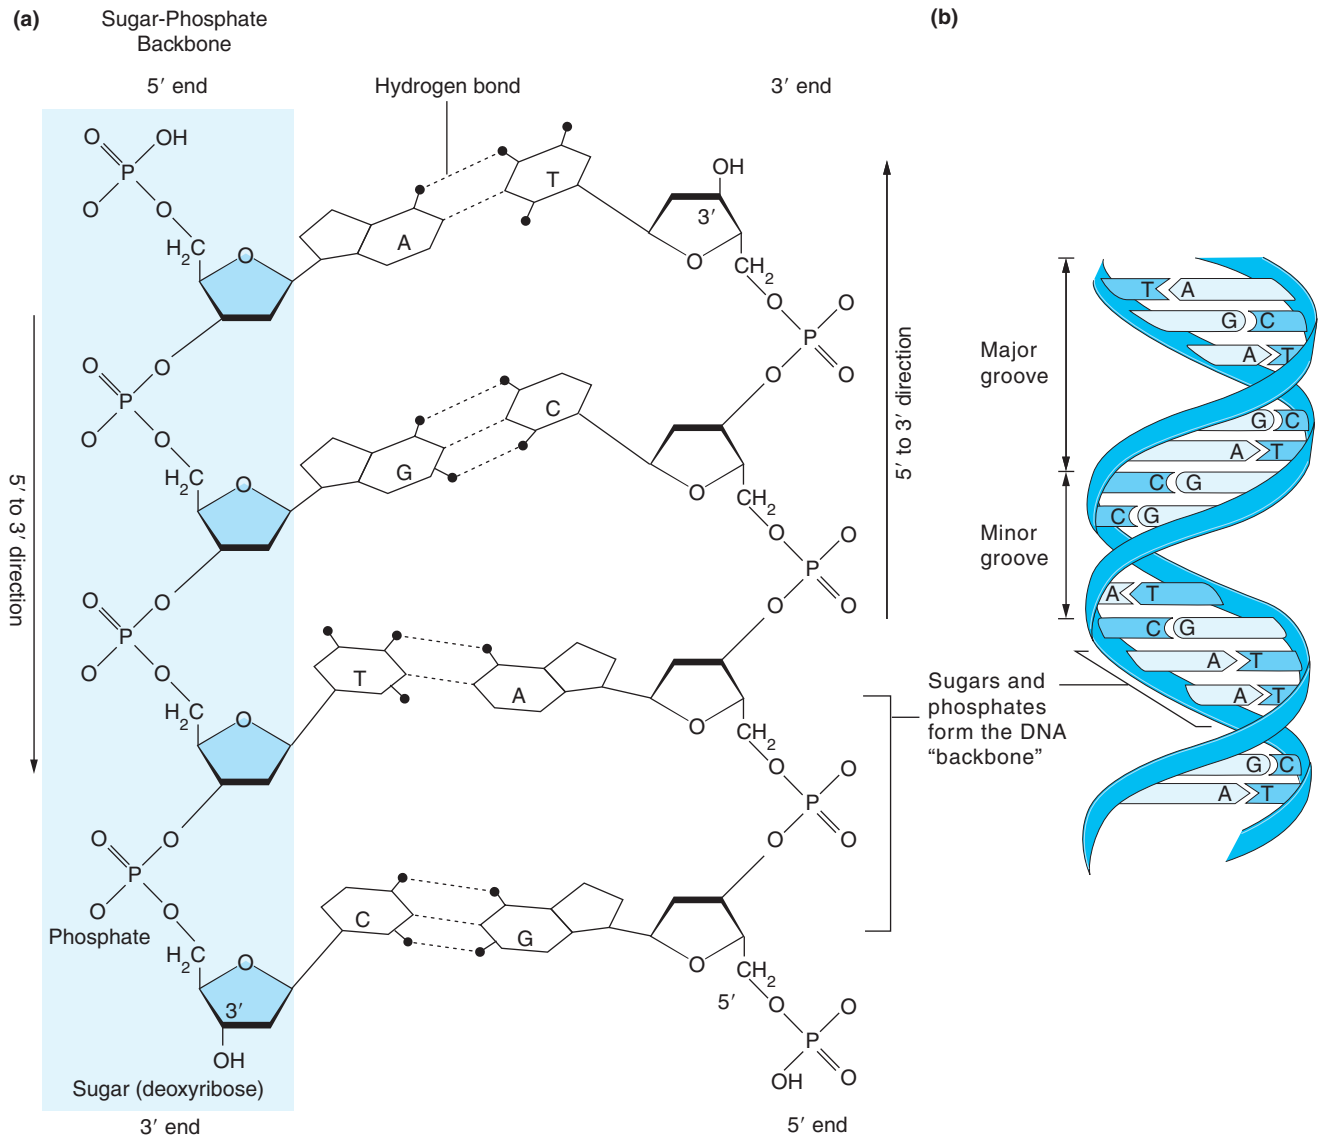 (a)
Sugar-Phosphate
Backbone
5′ end
Hydrogen bond
3′ end
O
OH
P
O
O
H2C
O
A
T
OH
3′
O
CH2
O
O
P
O
O
5′ to 3′ direction
O
P
O
O
O
H2C
O
G
C
O
CH2
O
O
P
O
O
5′ to 3′ direction
O
P
O
O
O
H2C
O
T
A
O
CH2
O
O
P
O
O
O
P
O
O
O
Phosphate
H2C
O
3′
OH
C
G
O
CH2
5′
O
O
P
OH
O
Sugar (deoxyribose)
3′ end
5′ end
(b)
Major
groove
Minor
groove
Sugars and
phosphates
form the DNA
“backbone”
T A
G C
A T
G C
A T
C G
C G
A T
C G
A T
A T
G C
A T